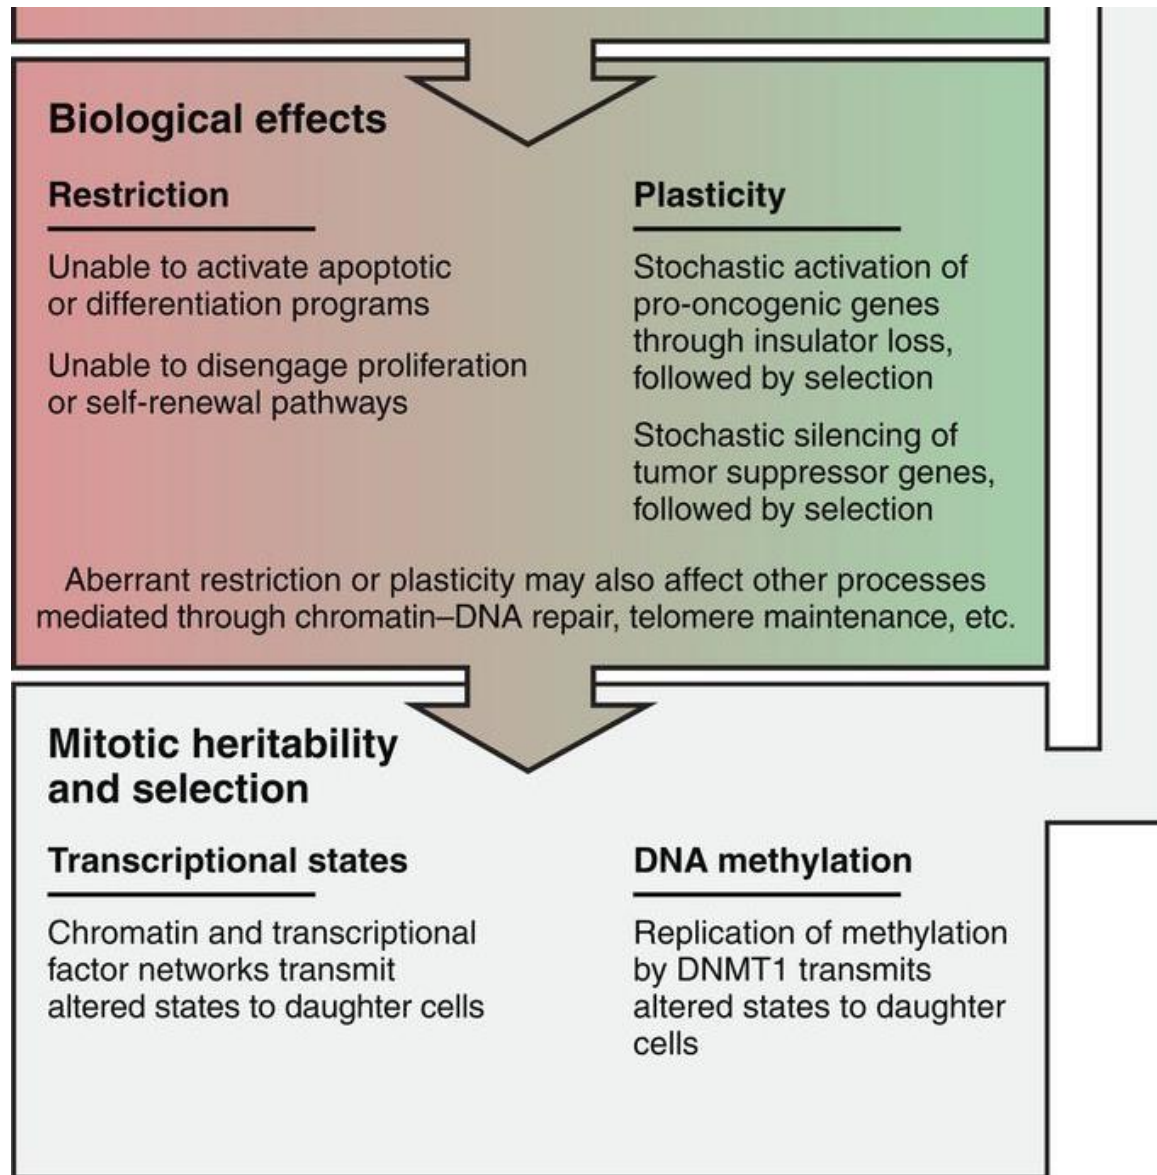 Biological effects
Restriction
Unable to activate apoptotic
or differentiation programs
Unable to disengage proliferation
or self-renewal pathways
Plasticity
Stochastic activation of
pro-oncogenic genes
through insulator loss,
followed by selection
Stochastic silencing of
tumor suppressor genes,
followed by selection
Aberrant restriction or plasticity may also affect other processes
mediated through chromatin–DNA repair, telomere maintenance, etc.
Mitotic heritability
and selection
Transcriptional states
Chromatin and transcriptional
factor networks transmit
altered states to daughter cells
DNA methylation
Replication of methylation
by DNMT1 transmits
altered states to daughter
cells